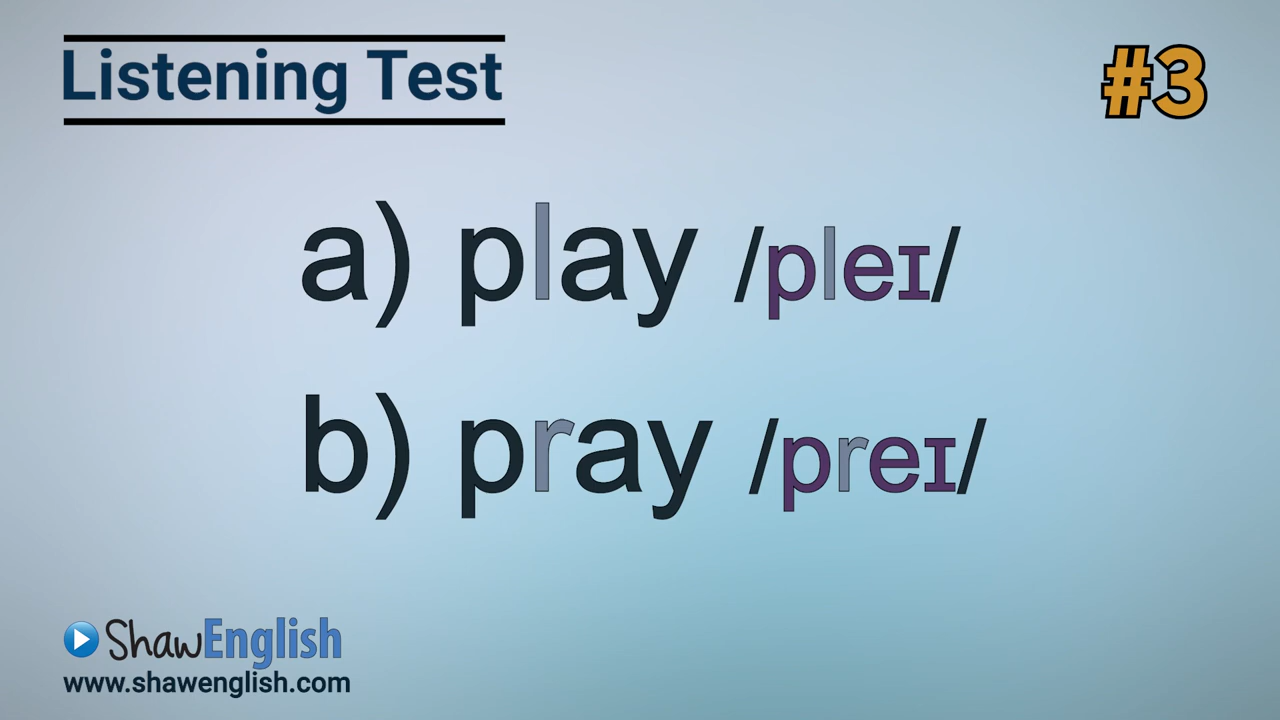 Listening Test
#3
a) play /pleɪ/
b) pray /preɪ/
ShawEnglish
www.shawenglish.com